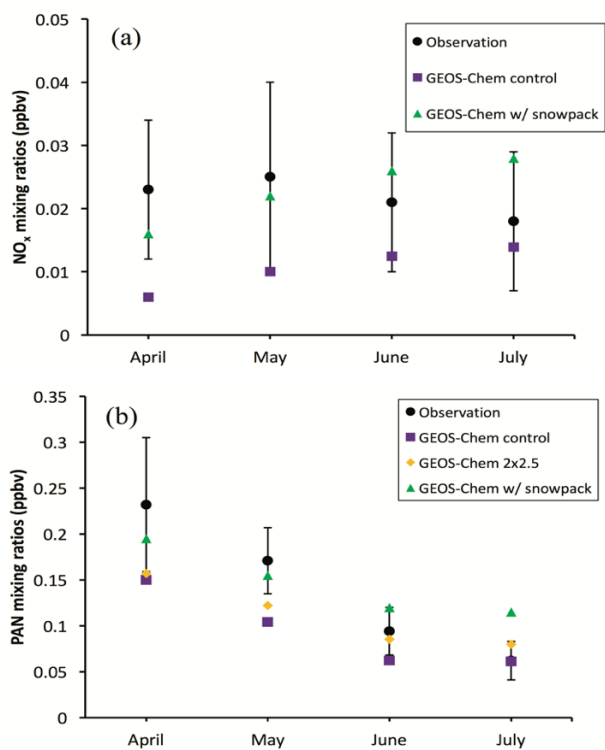 (a)
Observation
GEOS-Chem control
GEOS-Chem w/ snowpack
NOx mixing ratios (ppbv)
0.05
0.04
0.03
0.02
0.01
0
April May June July
(b)
Observation
GEOS-Chem control
GEOS-Chem 2x2.5
GEOS-Chem w/ snowpack
PAN mixing ratios (ppbv)
0.35
0.3
0.25
0.2
0.15
0.1
0.05
0
April May June July